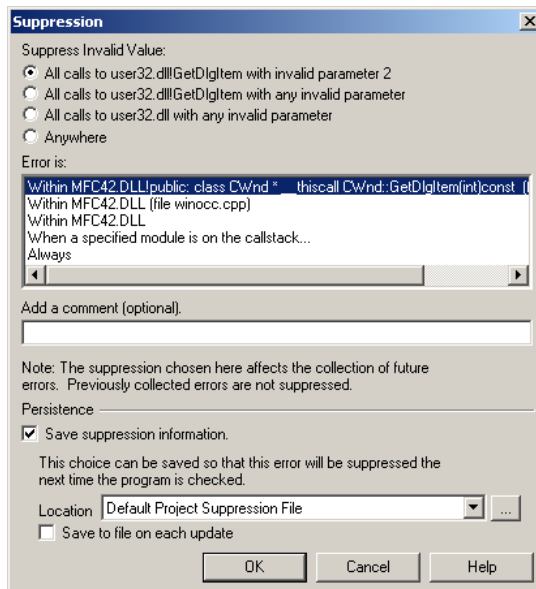 Suppression
Suppress Invalid Value:
All calls to user32.dll!GetDlgItem with invalid parameter 2
All calls to user32.dll!GetDlgItem with any invalid parameter
All calls to user32.dll with any invalid parameter
Anywhere
Error is:
Within MFC42.DLL!public: class CWnd * __thiscall CWnd::GetDlgItem(int)const (
Within MFC42.DLL (file winocc.cpp)
Within MFC42.DLL
When a specified module is on the callstack...
Always
Add a comment (optional).
Note: The suppression chosen here affects the collection of future
errors. Previously collected errors are not suppressed.
Persistence
Save suppression information.
This choice can be saved so that this error will be suppressed the
next time the program is checked.
Location Default Project Suppression File ...
Save to file on each update
OK Cancel Help